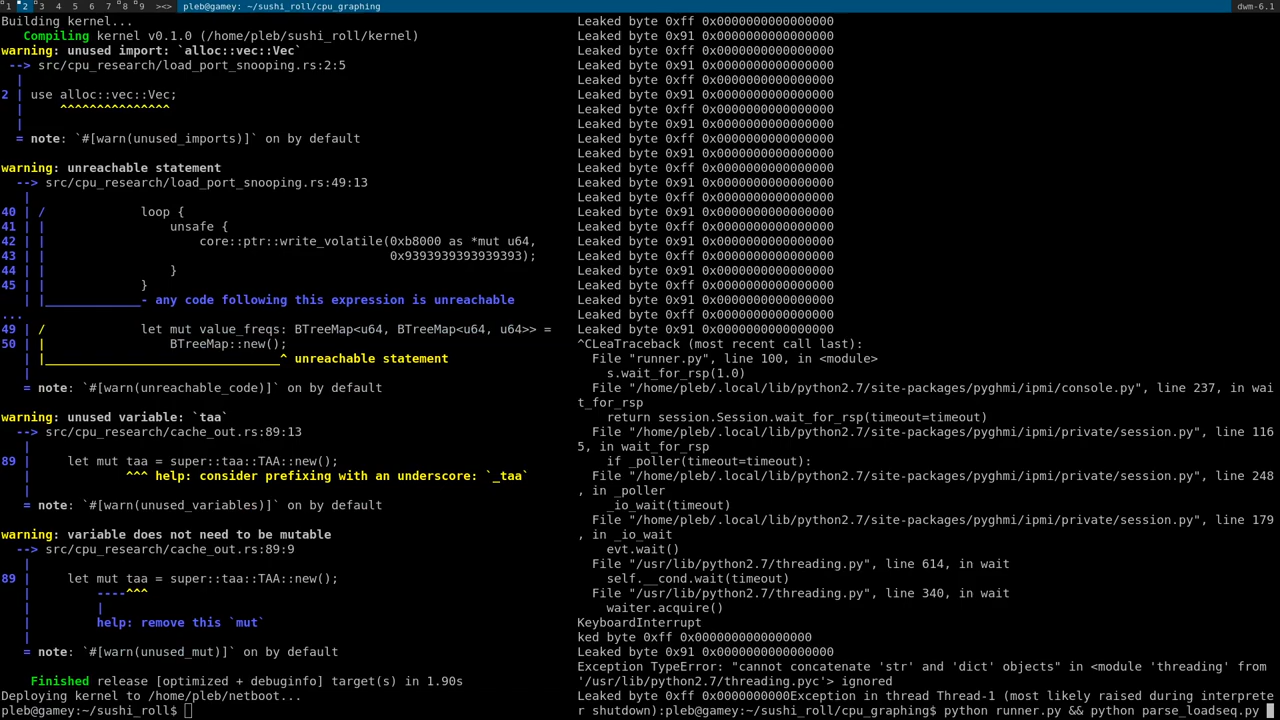 1 2 3 4 5 6 7 8 9 ><> pleb@gamey: ~/sushi_roll/cpu_graphing dwm-6.1
Building kernel...
   Compiling kernel v0.1.0 (/home/pleb/sushi_roll/kernel)
warning: unused import: `alloc::vec::Vec`
 --> src/cpu_research/load_port_snooping.rs:2:5
  |
2 | use alloc::vec::Vec;
  |     ^^^^^^^^^^^^^^^
  |
  = note: `#[warn(unused_imports)]` on by default
warning: unreachable statement
  --> src/cpu_research/load_port_snooping.rs:49:13
   |
40 | /             loop {
41 | |                 unsafe {
42 | |                     core::ptr::write_volatile(0xb8000 as *mut u64,
43 | |                                               0x9393939393939393);
44 | |                 }
45 | |             }
   | |_____________- any code following this expression is unreachable
...
49 | /             let mut value_freqs: BTreeMap<u64, BTreeMap<u64, u64>> =
50 | |                 BTreeMap::new();
   | |________________________________^ unreachable statement
   |
   = note: `#[warn(unreachable_code)]` on by default
warning: unused variable: `taa`
  --> src/cpu_research/cache_out.rs:89:13
   |
89 |     let mut taa = super::taa::TAA::new();
   |             ^^^ help: consider prefixing with an underscore: `_taa`
   |
   = note: `#[warn(unused_variables)]` on by default
warning: variable does not need to be mutable
  --> src/cpu_research/cache_out.rs:89:9
   |
89 |     let mut taa = super::taa::TAA::new();
   |         ----^^^
   |         |
   |         help: remove this `mut`
   |
   = note: `#[warn(unused_mut)]` on by default
    Finished release [optimized + debuginfo] target(s) in 1.90s
Deploying kernel to /home/pleb/netboot...
pleb@gamey:~/sushi_roll$
Leaked byte 0xff 0x0000000000000000
Leaked byte 0x91 0x0000000000000000
Leaked byte 0xff 0x0000000000000000
Leaked byte 0x91 0x0000000000000000
Leaked byte 0xff 0x0000000000000000
Leaked byte 0x91 0x0000000000000000
Leaked byte 0xff 0x0000000000000000
Leaked byte 0x91 0x0000000000000000
Leaked byte 0xff 0x0000000000000000
Leaked byte 0x91 0x0000000000000000
Leaked byte 0xff 0x0000000000000000
Leaked byte 0x91 0x0000000000000000
Leaked byte 0xff 0x0000000000000000
Leaked byte 0x91 0x0000000000000000
Leaked byte 0xff 0x0000000000000000
Leaked byte 0x91 0x0000000000000000
Leaked byte 0xff 0x0000000000000000
Leaked byte 0x91 0x0000000000000000
Leaked byte 0xff 0x0000000000000000
Leaked byte 0x91 0x0000000000000000
Leaked byte 0xff 0x0000000000000000
Leaked byte 0x91 0x0000000000000000
^CLeaTraceback (most recent call last):
  File "runner.py", line 100, in <module>
    s.wait_for_rsp(1.0)
  File "/home/pleb/.local/lib/python2.7/site-packages/pyghmi/ipmi/console.py", line 237, in wai
t_for_rsp
    return session.Session.wait_for_rsp(timeout=timeout)
  File "/home/pleb/.local/lib/python2.7/site-packages/pyghmi/ipmi/private/session.py", line 116
5, in wait_for_rsp
    if _poller(timeout=timeout):
  File "/home/pleb/.local/lib/python2.7/site-packages/pyghmi/ipmi/private/session.py", line 248
, in _poller
    _io_wait(timeout)
  File "/home/pleb/.local/lib/python2.7/site-packages/pyghmi/ipmi/private/session.py", line 179
, in _io_wait
    evt.wait()
  File "/usr/lib/python2.7/threading.py", line 614, in wait
    self.__cond.wait(timeout)
  File "/usr/lib/python2.7/threading.py", line 340, in wait
    waiter.acquire()
KeyboardInterrupt
ked byte 0xff 0x0000000000000000
Leaked byte 0x91 0x0000000000000000
Exception TypeError: "cannot concatenate 'str' and 'dict' objects" in <module 'threading' from
'/usr/lib/python2.7/threading.pyc'> ignored
Leaked byte 0xff 0x0000000000Exception in thread Thread-1 (most likely raised during interprete
r shutdown):pleb@gamey:~/sushi_roll/cpu_graphing$ python runner.py && python parse_loadseq.py